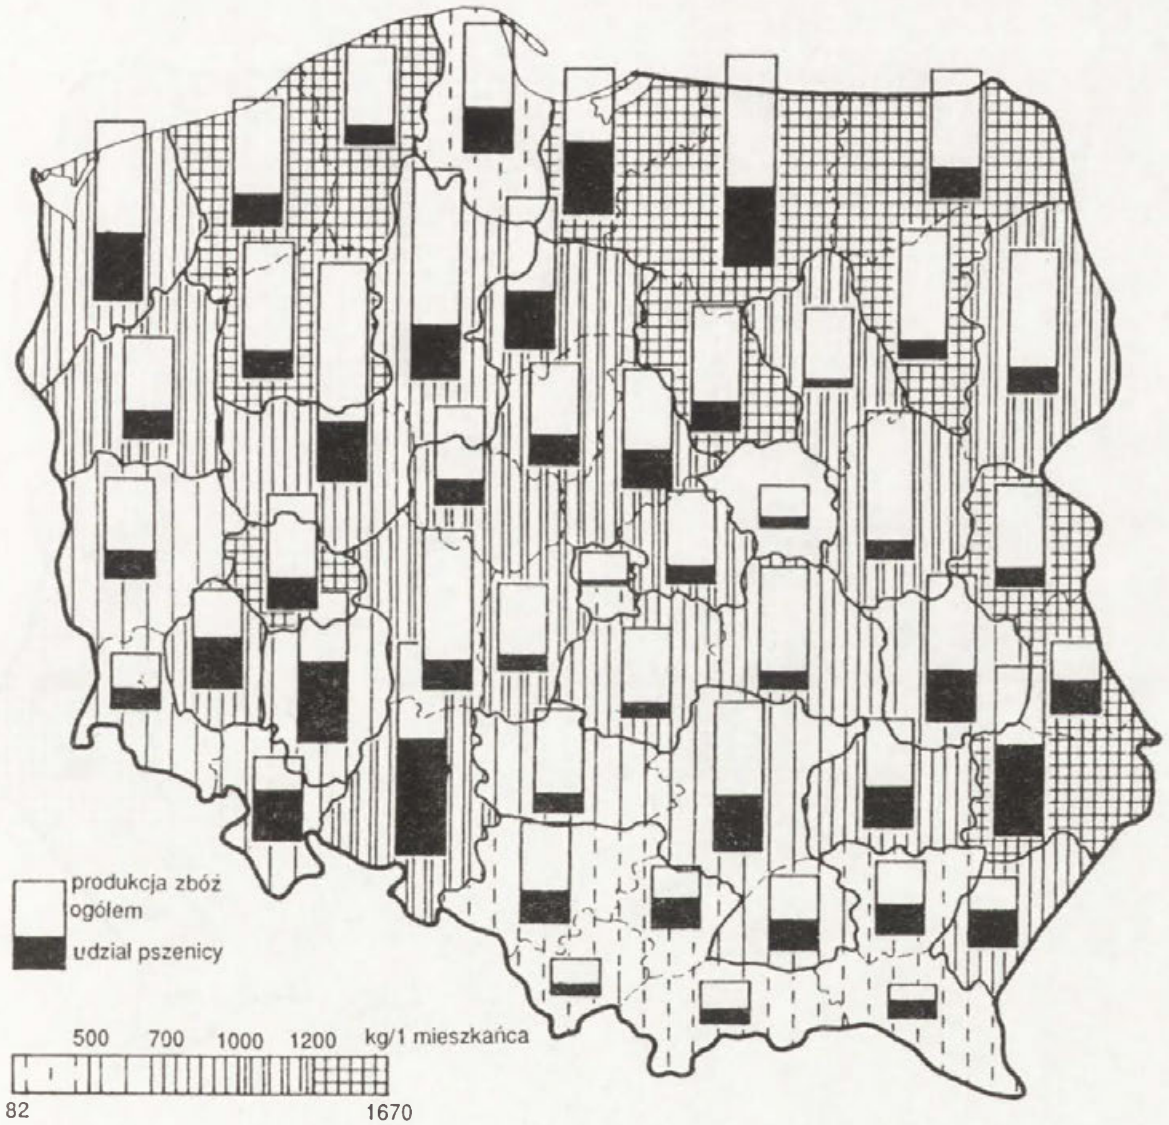 produkcja zbóż
ogółem
udział pszenicy
500 700 1000 1200 kg/1 mieszkańca
82 1670